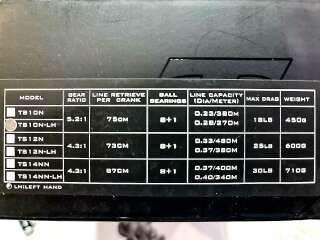 MODEL GEAR RATIO LINE RETRIEVE PER CRANK BALL BEARINGS LINE CAPACITY (DIA/METER) MAX DRAG WEIGHT
TS10N
TS10N-LH 5.2:1 75CM 8+1 0.23/380M 0.28/270M 18LB 450G
TS12N
TS12N-LH 4.3:1 73CM 8+1 0.33/480M 0.37/380M 25LB 600G
TS14NN
TS14NN-LH 4.3:1 87CM 8+1 0.37/400M 0.40/340M 30LB 710G
LH:LEFT HAND